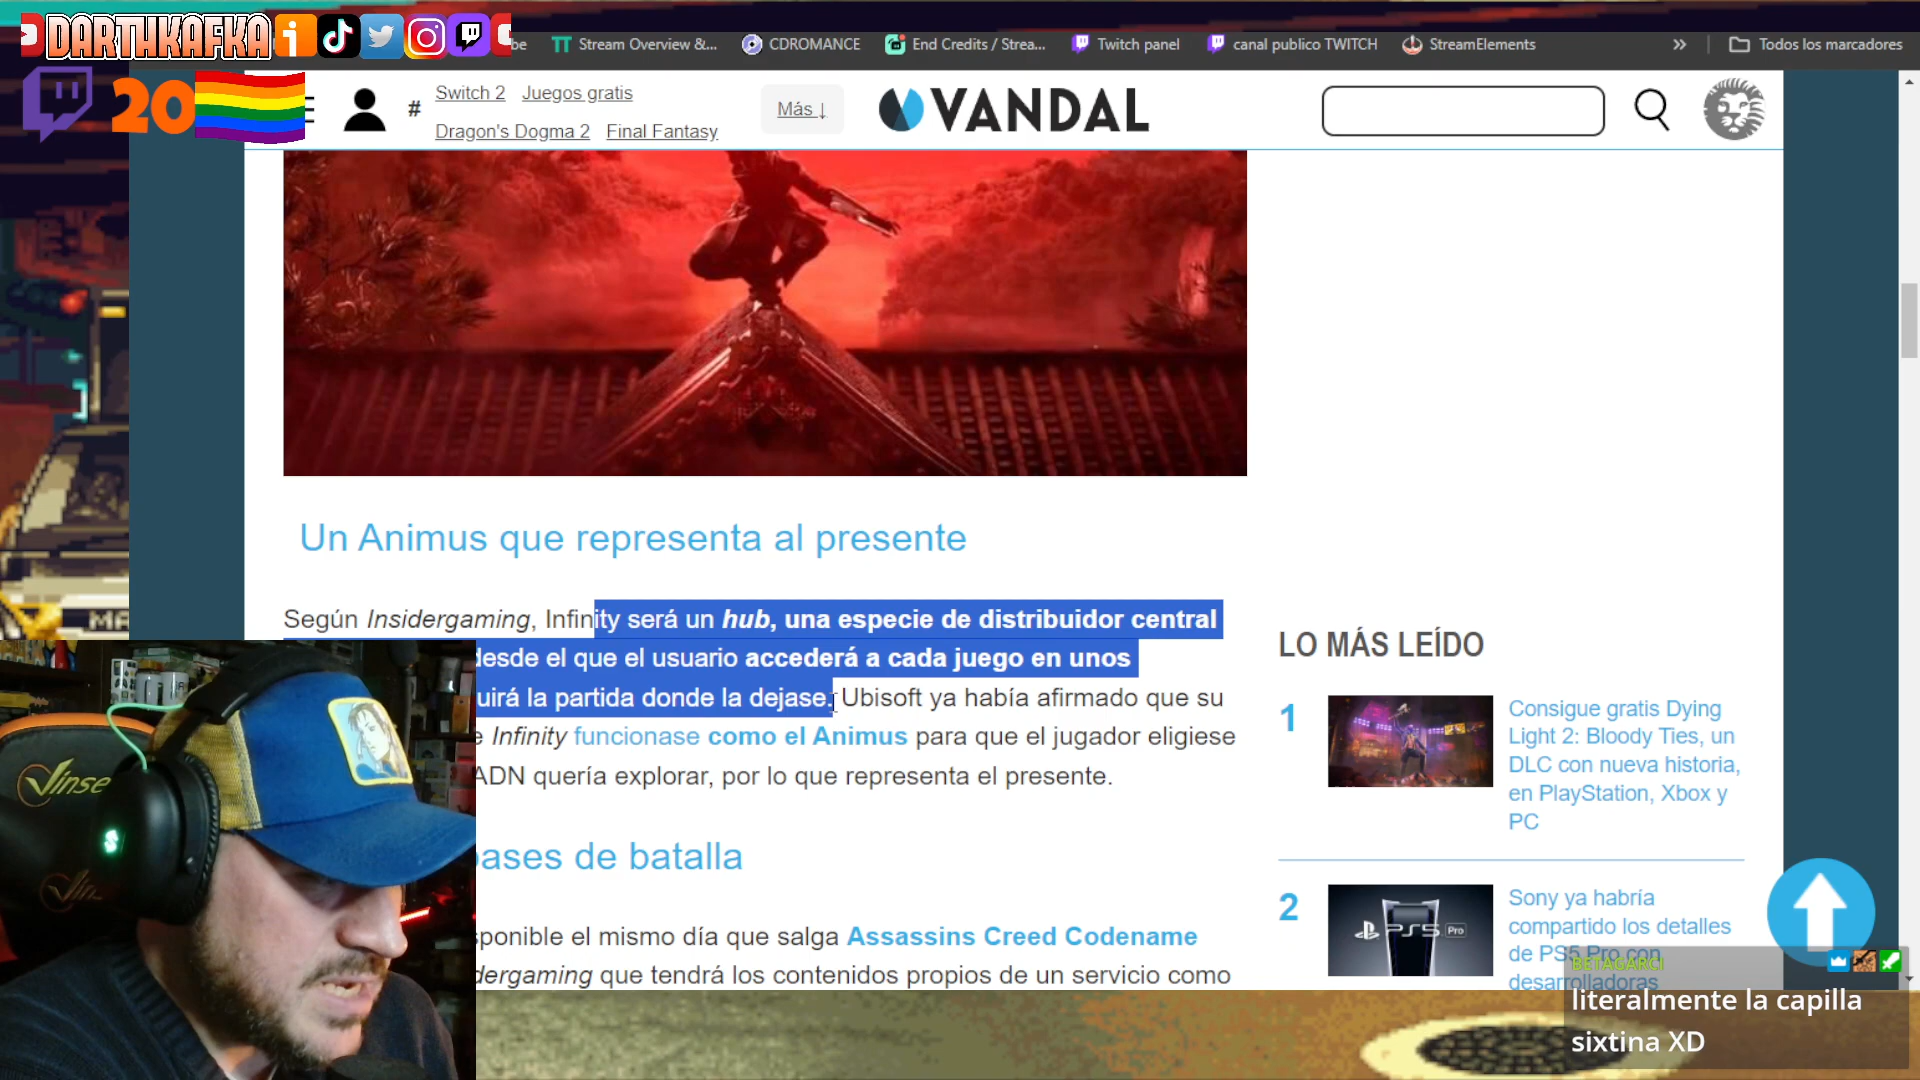 DARTHKAFKA
be
Stream Overview &...
CDROMANCE
End Credits / Strea...
Twitch panel
canal publico TWITCH
StreamElements
»
Todos los marcadores
20
#
Switch 2 Juegos gratis
Dragon's Dogma 2 Final Fantasy
Más ↓
VANDAL
Un Animus que representa al presente
Según Insidergaming, Infinity será un hub, una especie de distribuidor central
desde el que el usuario accederá a cada juego en unos
uirá la partida donde la dejase. Ubisoft ya había afirmado que su
e Infinity funcionase como el Animus para que el jugador eligiese
ADN quería explorar, por lo que representa el presente.
ases de batalla
sponible el mismo día que salga Assassins Creed Codename
dergaming que tendrá los contenidos propios de un servicio como
LO MÁS LEÍDO
1
Consigue gratis Dying
Light 2: Bloody Ties, un
DLC con nueva historia,
en PlayStation, Xbox y
PC
2
PS5 Pro
Sony ya habría
compartido los detalles
de PS5 Pro con
desarrolladoras
BETAGARCI
literalmente la capilla
sixtina XD
Vinse